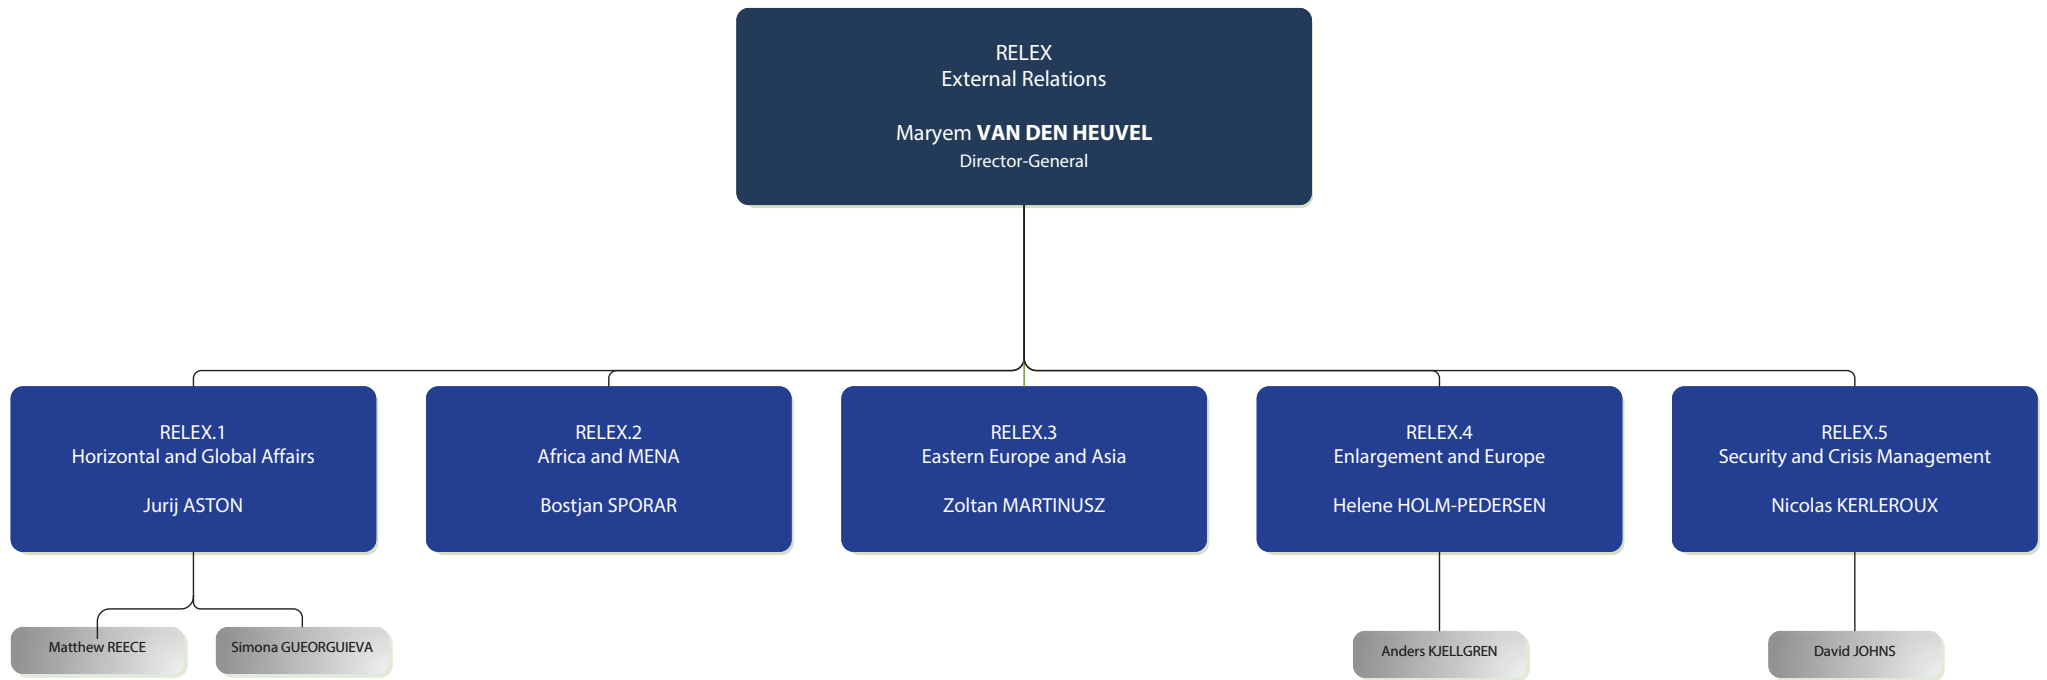 RELEX
External Relations
Maryem VAN DEN HEUVEL
Director-General
RELEX.1
Horizontal and Global Affairs
Jurij ASTON
RELEX.2
Africa and MENA
Bostjan SPORAR
RELEX.3
Eastern Europe and Asia
Zoltan MARTINUSZ
RELEX.4
Enlargement and Europe
Helene HOLM-PEDERSEN
RELEX.5
Security and Crisis Management
Nicolas KERLEROUX
Matthew REECE
Simona GUEORGUIEVA
Anders KJELLGREN
David JOHNS